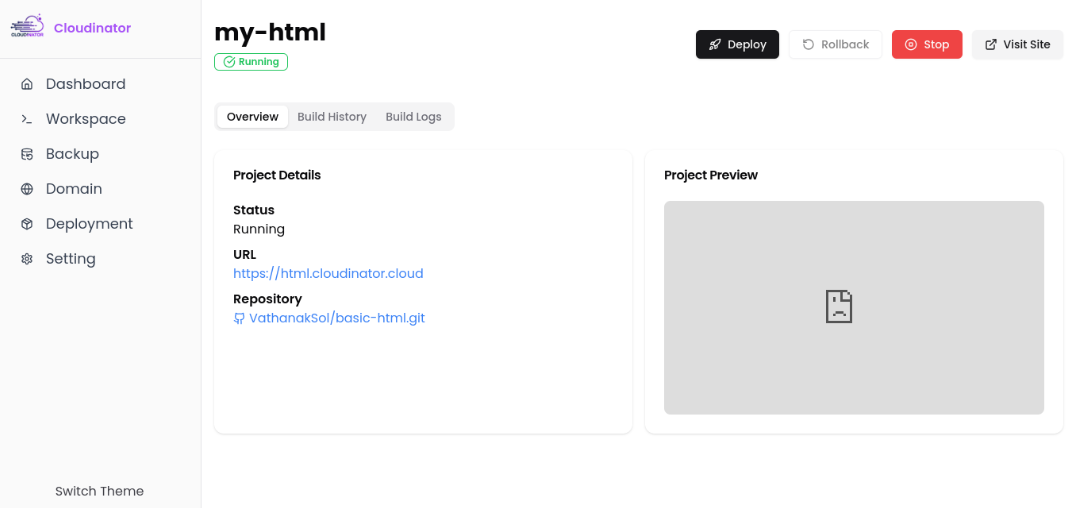 CLOUDINATOR
Cloudinator
Dashboard
Workspace
Backup
Domain
Deployment
Setting
Switch Theme
my-html
Running
Deploy
Rollback
Stop
Visit Site
Overview
Build History
Build Logs
Project Details
Status
Running
URL
https://html.cloudinator.cloud
Repository
VathanakSol/basic-html.git
Project Preview